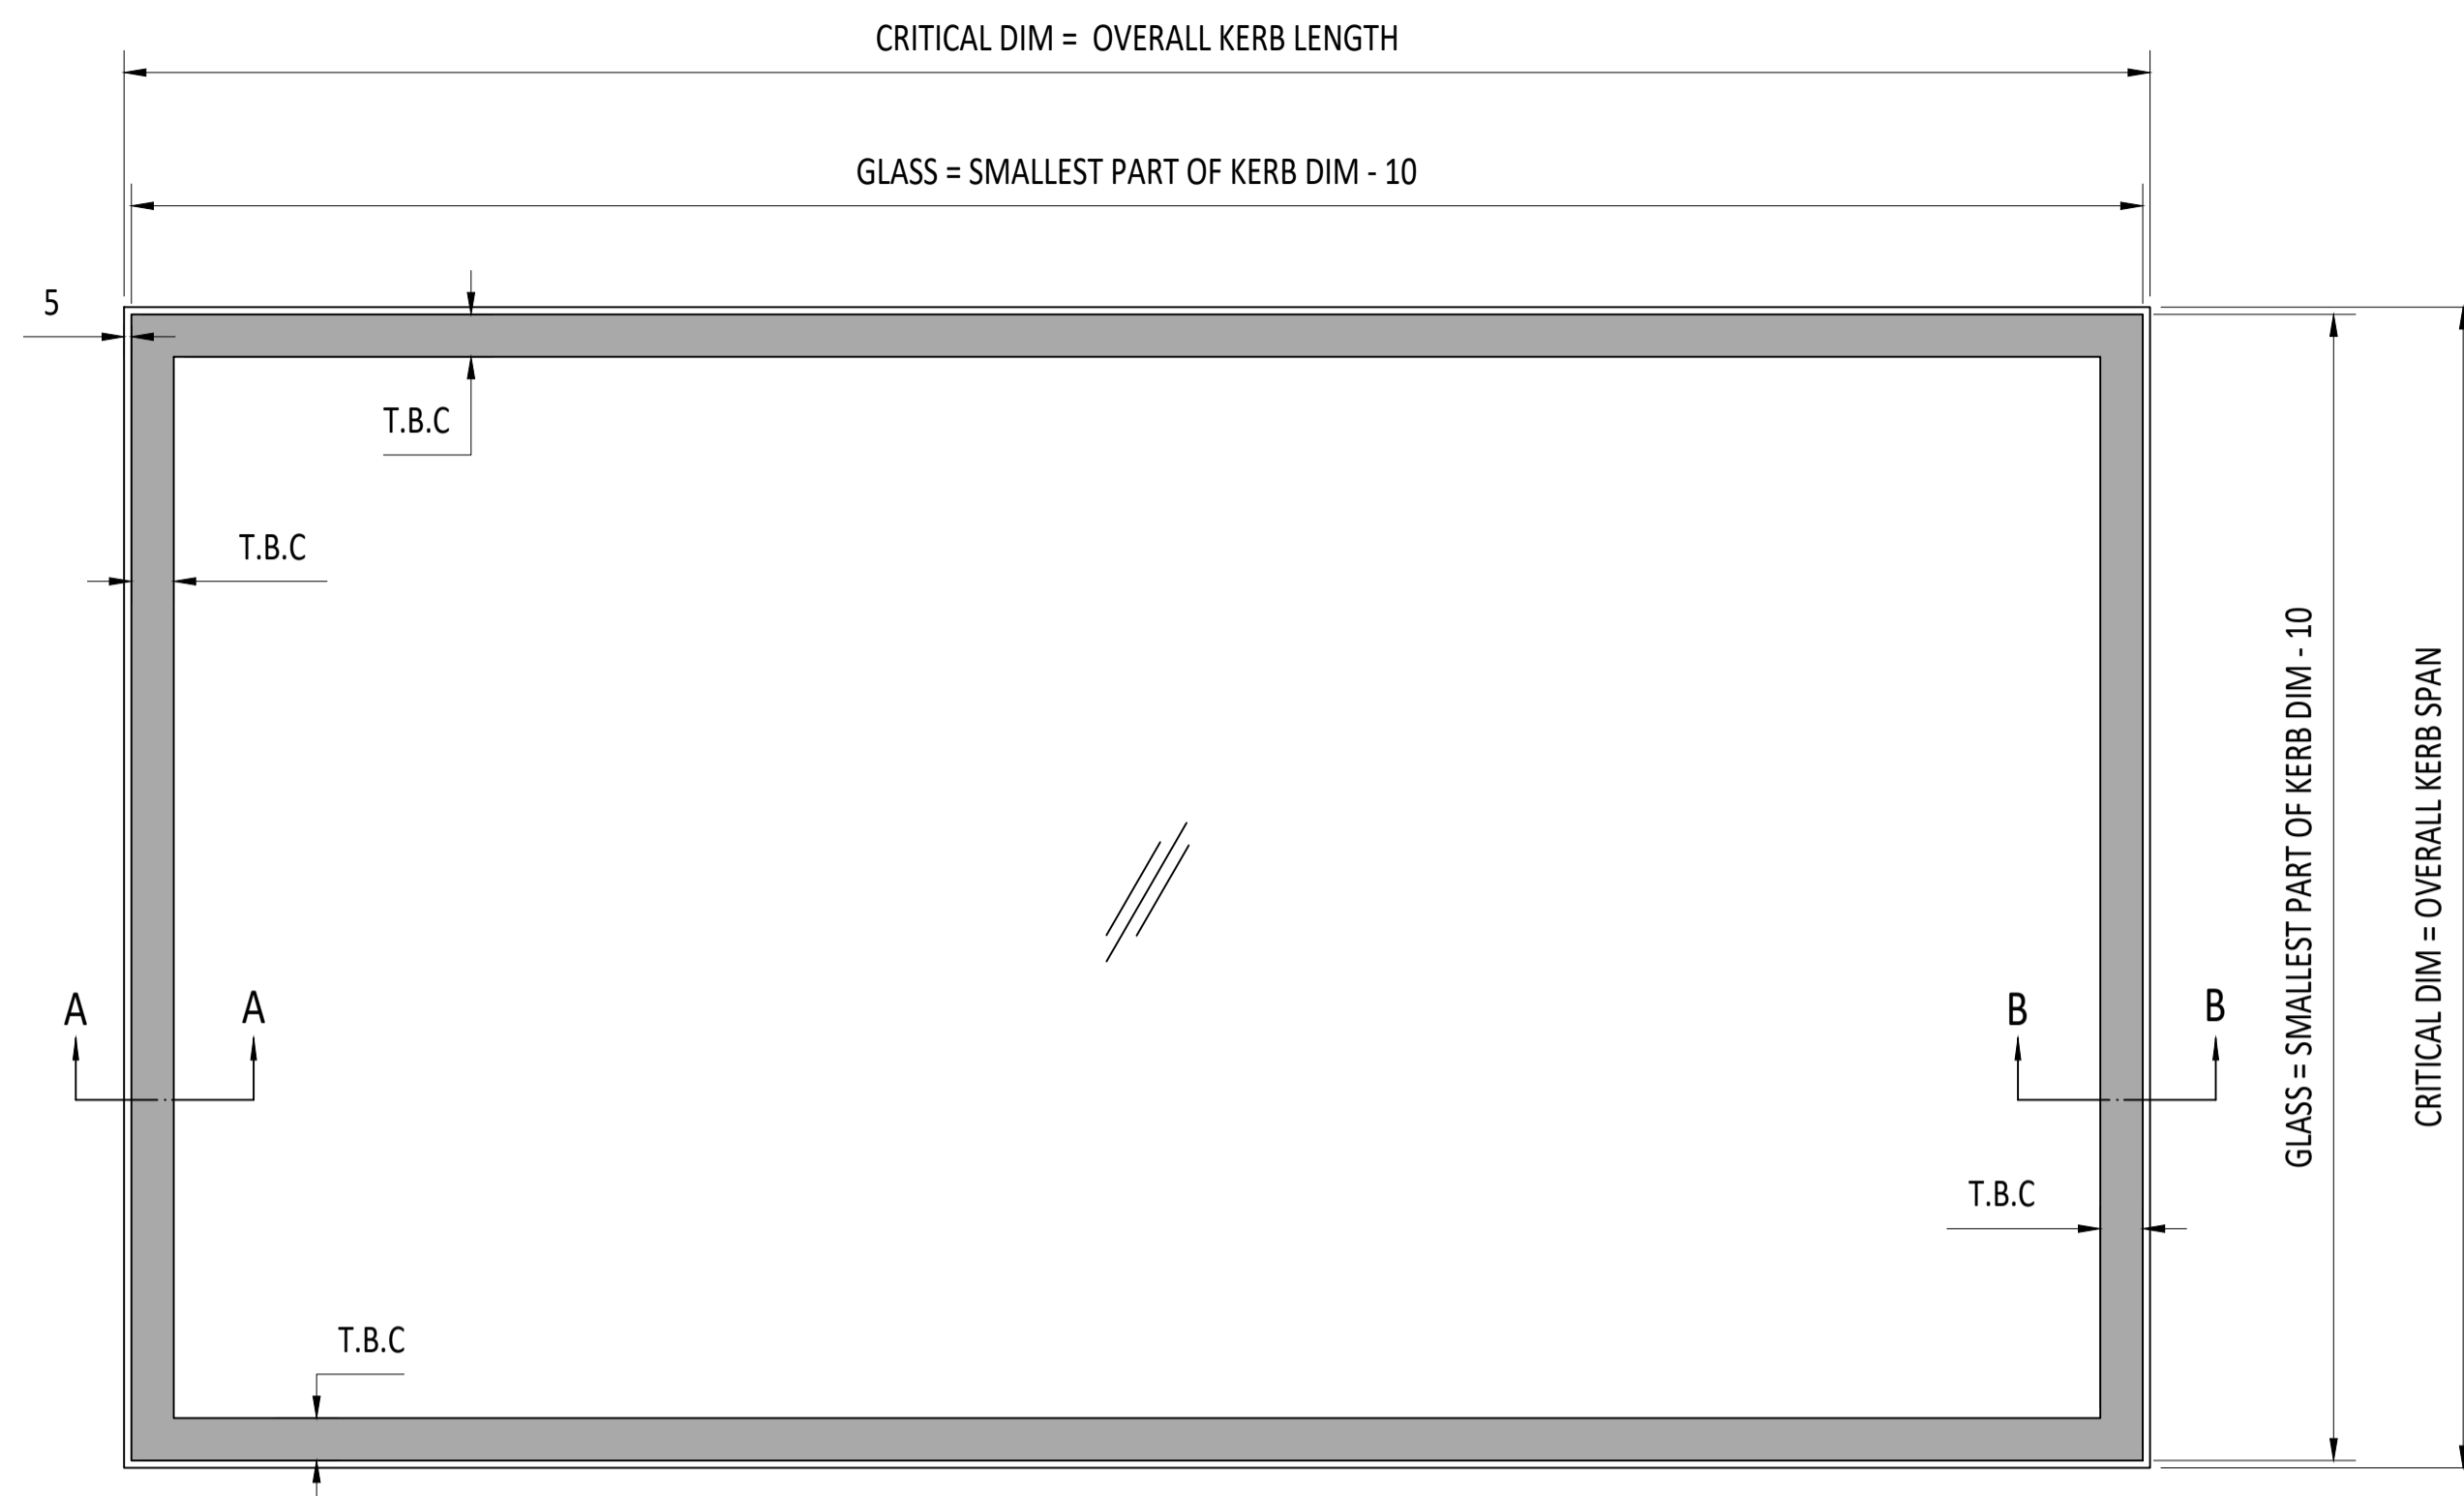 CRITICAL DIM = OVERALL KERB LENGTH
GLASS = SMALLEST PART OF KERB DIM - 10
5
T.B.C
T.B.C
GLASS = SMALLEST PART OF KERB DIM - 10
CRITICAL DIM = OVERALL KERB SPAN
A
A
B
B
T.B.C
T.B.C